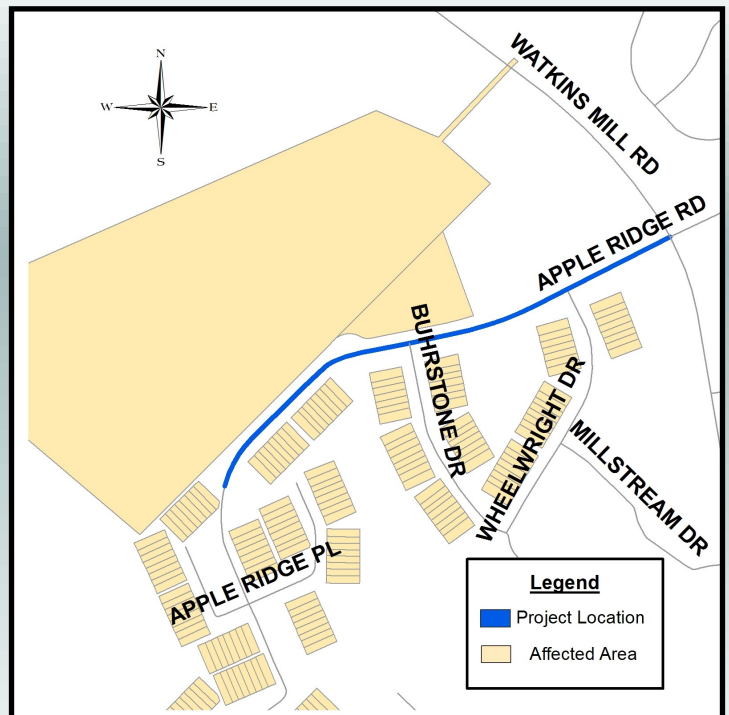 N
W E
S
WATKINS MILL RD
APPLE RIDGE RD
BUHRSTONE DR
WHEELWRIGHT DR
MILLSTREAM DR
APPLE RIDGE PL
Legend
Project Location
Affected Area